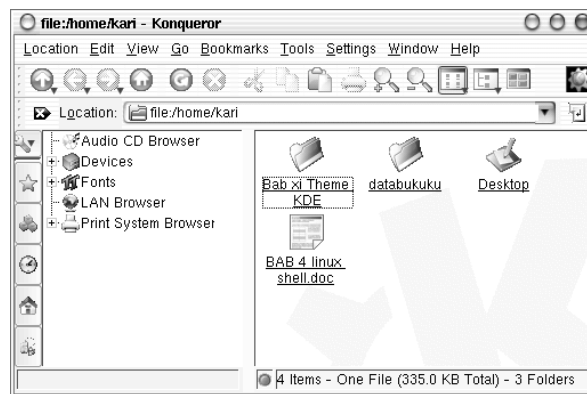 file:/home/kari - Konqueror
Location Edit View Go Bookmarks Tools Settings Window Help
Location: file:/home/kari
Audio CD Browser
Devices
Fonts
LAN Browser
Print System Browser
Bab xi Theme
KDE
databukuku
Desktop
BAB 4 linux
shell.doc
4 Items - One File (335.0 KB Total) - 3 Folders